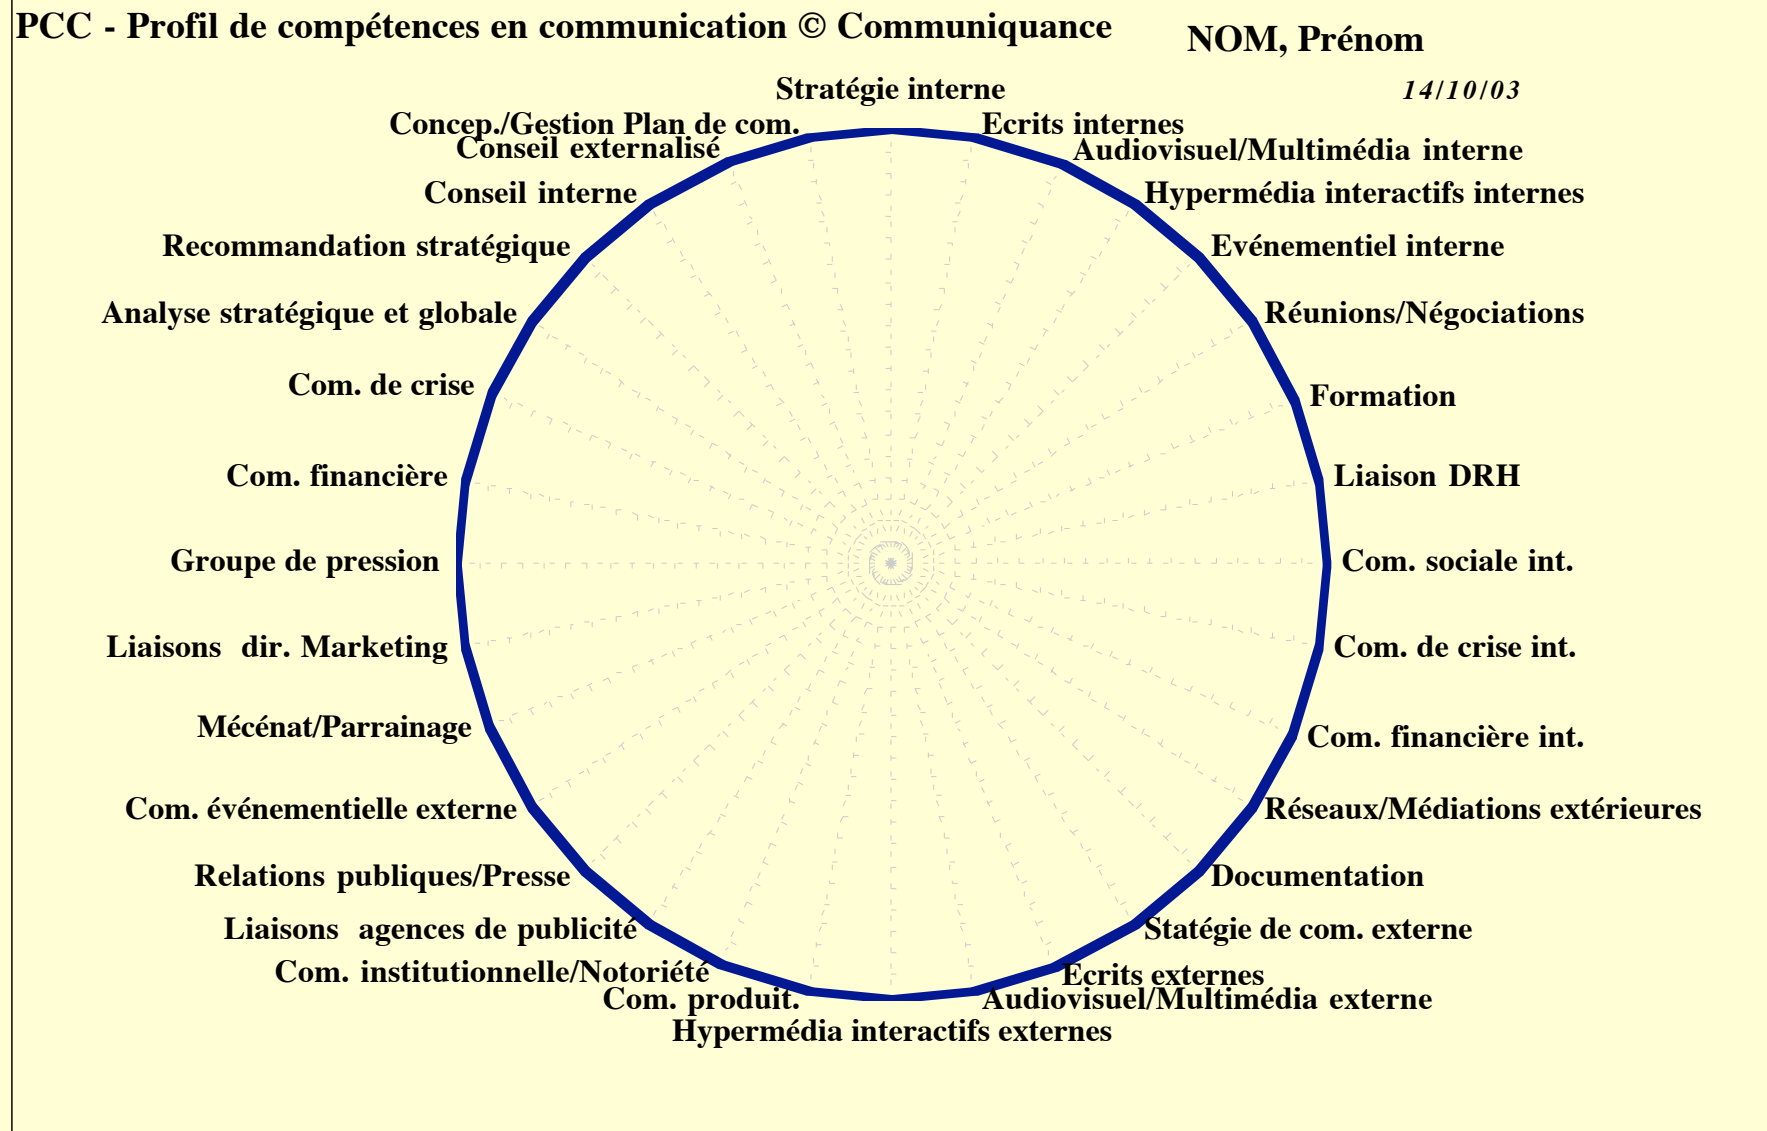 PCC - Profil de compétences en communication © Communiquance
NOM, Prénom
14/10/03
Stratégie interne
Ecrits internes
Audiovisuel/Multimédia interne
Hypermédia interactifs internes
Evénementiel interne
Réunions/Négociations
Formation
Liaison DRH
Com. sociale int.
Com. de crise int.
Com. financière int.
Réseaux/Médiations extérieures
Documentation
Statégie de com. externe
Ecrits externes
Audiovisuel/Multimédia externe
Hypermédia interactifs externes
Com. produit.
Com. institutionnelle/Notoriété
Liaisons agences de publicité
Relations publiques/Presse
Com. événementielle externe
Mécénat/Parrainage
Liaisons dir. Marketing
Groupe de pression
Com. financière
Com. de crise
Analyse stratégique et globale
Recommandation stratégique
Conseil interne
Conseil externalisé
Concep./Gestion Plan de com.